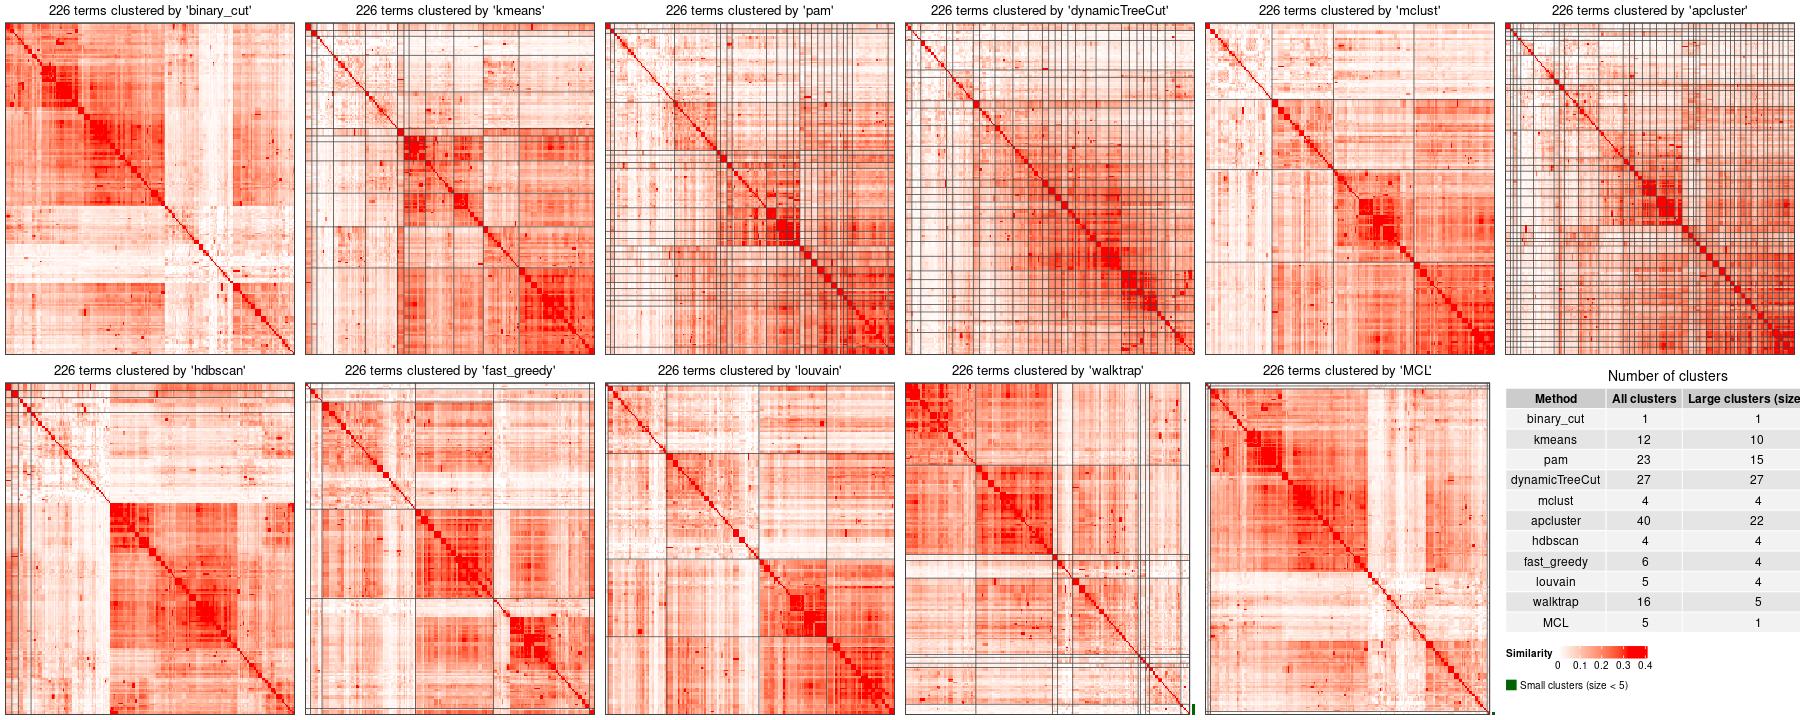 226 terms clustered by 'binary_cut'
226 terms clustered by 'kmeans'
226 terms clustered by 'pam'
226 terms clustered by 'dynamicTreeCut'
226 terms clustered by 'mclust'
226 terms clustered by 'apcluster'
226 terms clustered by 'hdbscan'
226 terms clustered by 'fast_greedy'
226 terms clustered by 'louvain'
226 terms clustered by 'walktrap'
226 terms clustered by 'MCL'
Number of clusters
Method All clusters Large clusters (size
binary_cut 1 1
kmeans 12 10
pam 23 15
dynamicTreeCut 27 27
mclust 4 4
apcluster 40 22
hdbscan 4 4
fast_greedy 6 4
louvain 5 4
walktrap 16 5
MCL 5 1
Similarity
0 0.1 0.2 0.3 0.4
Small clusters (size < 5)